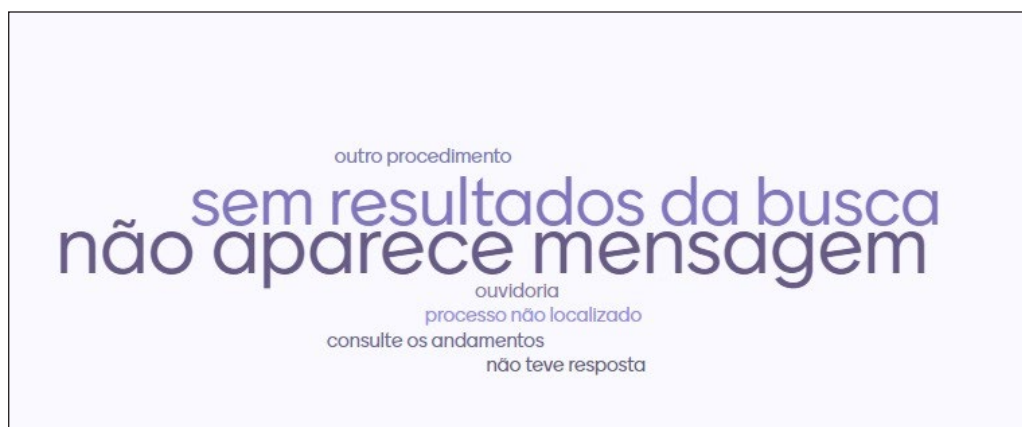 outro procedimento
sem resultados da busca
não aparece mensagem
ouvidoria
processo não localizado
consulte os andamentos
não teve resposta